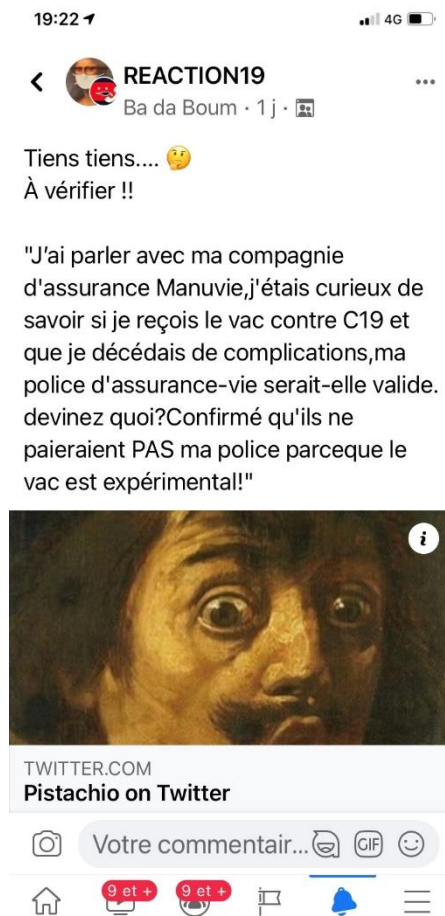 19:22
4G
REACTION19
Ba da Boum · 1 j ·
Tiens tiens.... 🤔
À vérifier !!
"J'ai parler avec ma compagnie
d'assurance Manuvie,j'étais curieux de
savoir si je reçois le vac contre C19 et
que je décédais de complications,ma
police d'assurance-vie serait-elle valide.
devinez quoi?Confirmé qu'ils ne
paieraient PAS ma police parceque le
vac est expérimental!"
i
TWITTER.COM
Pistachio on Twitter
Votre commentair...
GIF
9 et +
9 et +